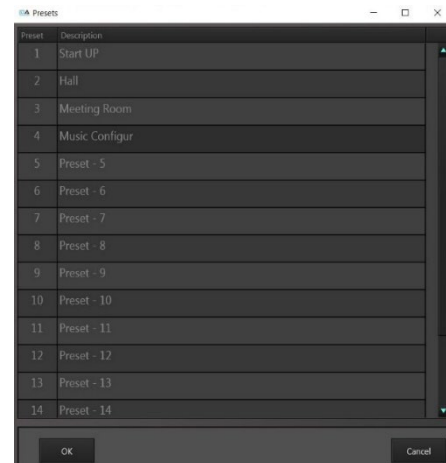 Presets
Preset Description
1 Start UP
2 Hall
3 Meeting Room
4 Music Configur
5 Preset - 5
6 Preset - 6
7 Preset - 7
8 Preset - 8
9 Preset - 9
10 Preset - 10
11 Preset - 11
12 Preset - 12
13 Preset - 13
14 Preset - 14
OK Cancel